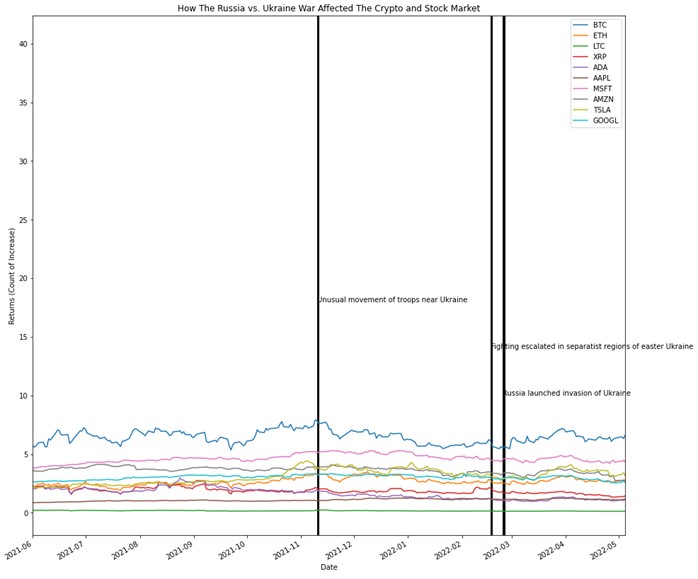 How The Russia vs. Ukraine War Affected The Crypto and Stock Market
BTC
ETH
LTC
XRP
ADA
AAPL
MSFT
AMZN
TSLA
GOOGL
Returns (Count of Increase)
40
35
30
25
20
15
10
5
0
Unusual movement of troops near Ukraine
Fighting escalated in separatist regions of easter Ukraine
Russia launched invasion of Ukraine
2021-06
2021-07
2021-08
2021-09
2021-10
2021-11
2021-12
2022-01
2022-02
2022-03
2022-04
2022-05
Date